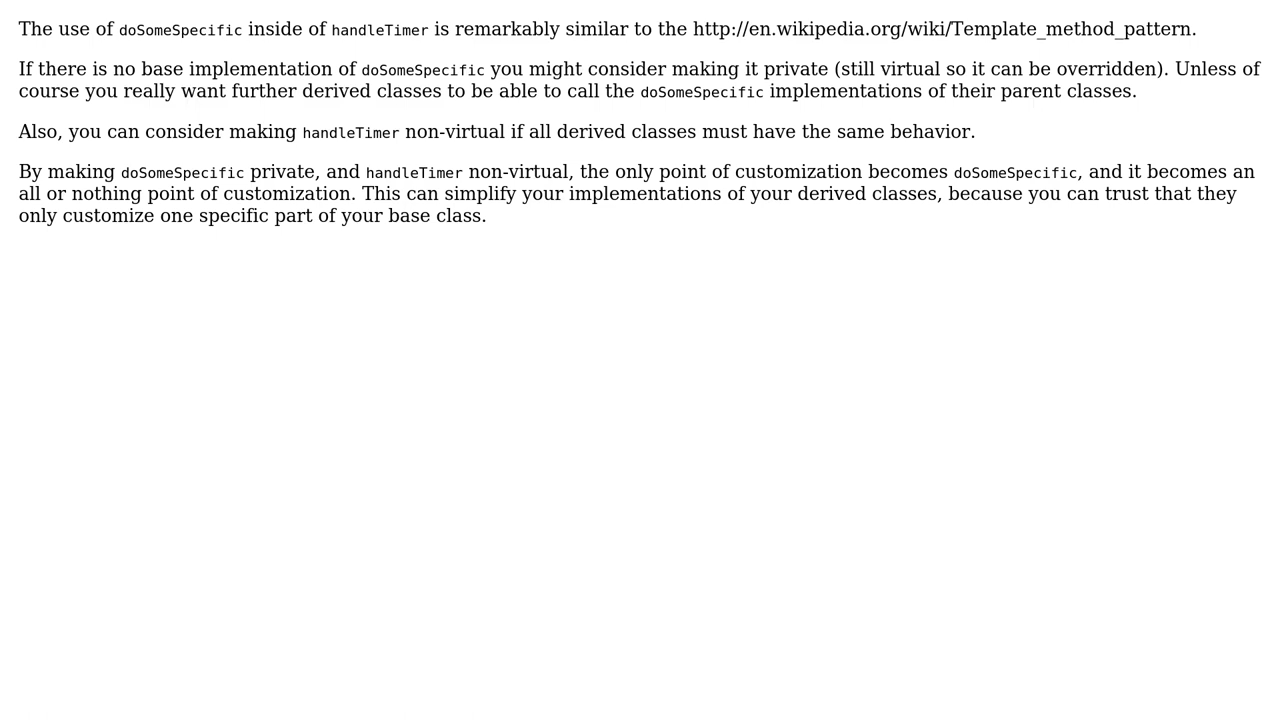 The use of doSomeSpecific inside of handleTimer is remarkably similar to the http://en.wikipedia.org/wiki/Template_method_pattern.
If there is no base implementation of doSomeSpecific you might consider making it private (still virtual so it can be overridden). Unless of
course you really want further derived classes to be able to call the doSomeSpecific implementations of their parent classes.
Also, you can consider making handleTimer non-virtual if all derived classes must have the same behavior.
By making doSomeSpecific private, and handleTimer non-virtual, the only point of customization becomes doSomeSpecific, and it becomes an
all or nothing point of customization. This can simplify your implementations of your derived classes, because you can trust that they
only customize one specific part of your base class.